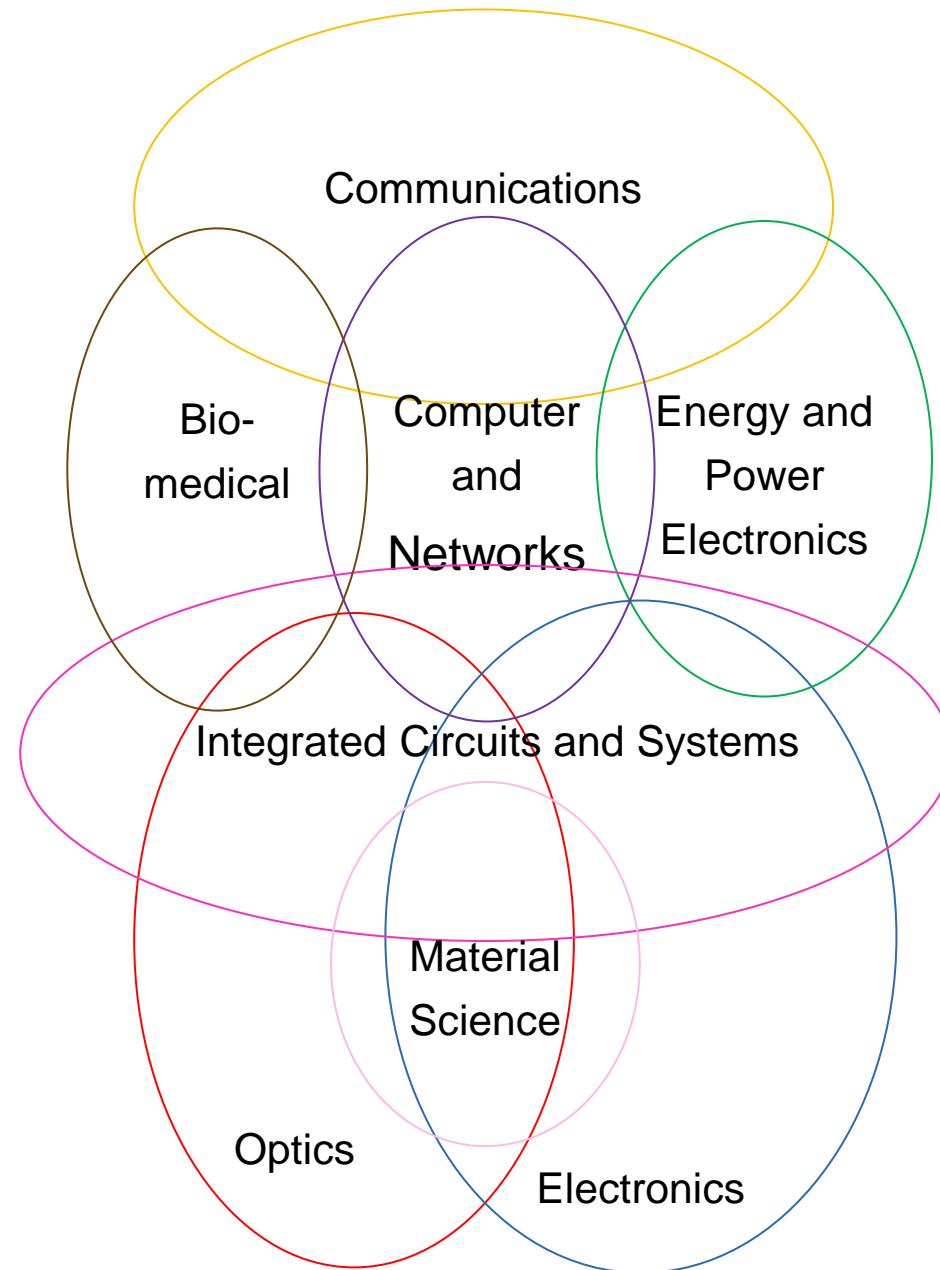 Communications
Bio-
medical
Computer
and
Networks
Energy and
Power
Electronics
Integrated Circuits and Systems
Material
Science
Optics
Electronics